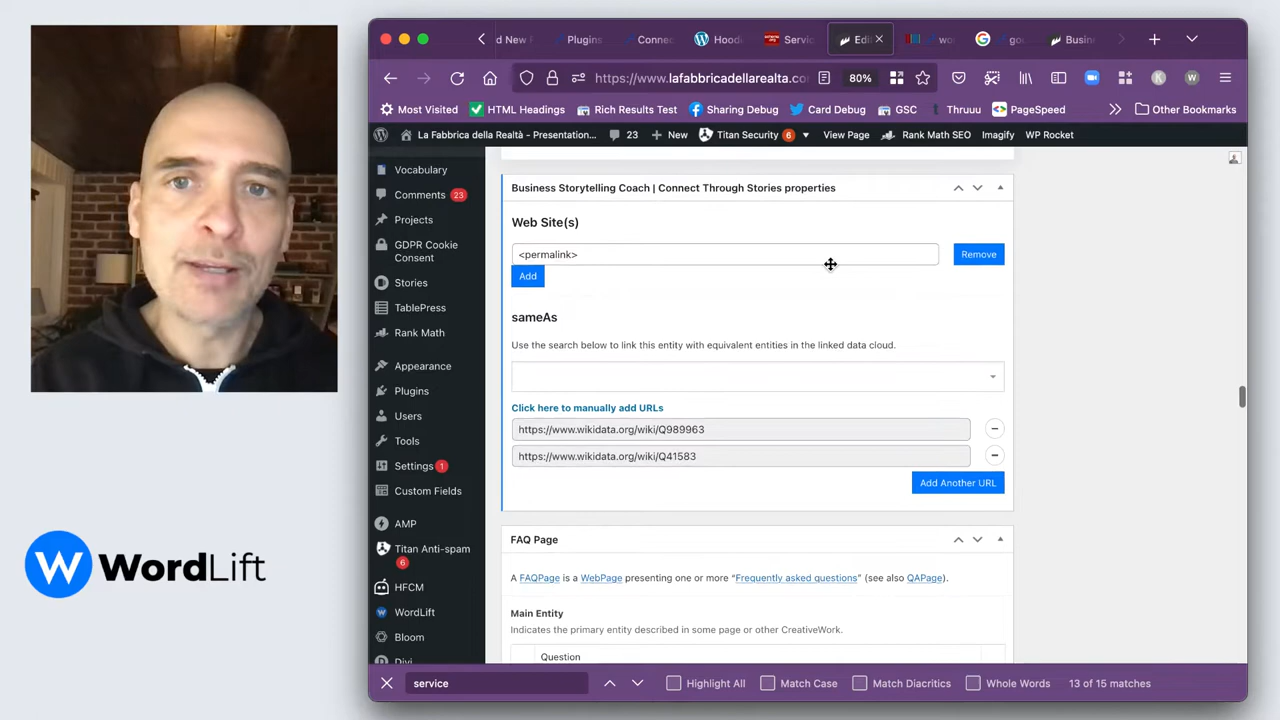 d New
Plugins
Connec
Hoodi
Servic
Edi
wo
go
Busin
https://www.lafabbricadellarealta.co
80%
K
W
Most Visited
HTML Headings
Rich Results Test
Sharing Debug
Card Debug
GSC
Thruuu
PageSpeed
Other Bookmarks
La Fabbrica della Realtà - Presentation...
23
New
Titan Security 6
View Page
Rank Math SEO
Imagify
WP Rocket
Vocabulary
Comments 23
Projects
GDPR Cookie
Consent
Stories
TablePress
Rank Math
Appearance
Plugins
Users
Tools
Settings 1
Custom Fields
AMP
Titan Anti-spam
6
HFCM
WordLift
Bloom
Divi
Business Storytelling Coach | Connect Through Stories properties
Web Site(s)
<permalink>
Remove
Add
sameAs
Use the search below to link this entity with equivalent entities in the linked data cloud.
Click here to manually add URLs
https://www.wikidata.org/wiki/Q989963
https://www.wikidata.org/wiki/Q41583
Add Another URL
FAQ Page
A FAQPage is a WebPage presenting one or more “Frequently asked questions” (see also QAPage).
Main Entity
Indicates the primary entity described in some page or other CreativeWork.
Question
service
Highlight All
Match Case
Match Diacritics
Whole Words
13 of 15 matches
W WordLift